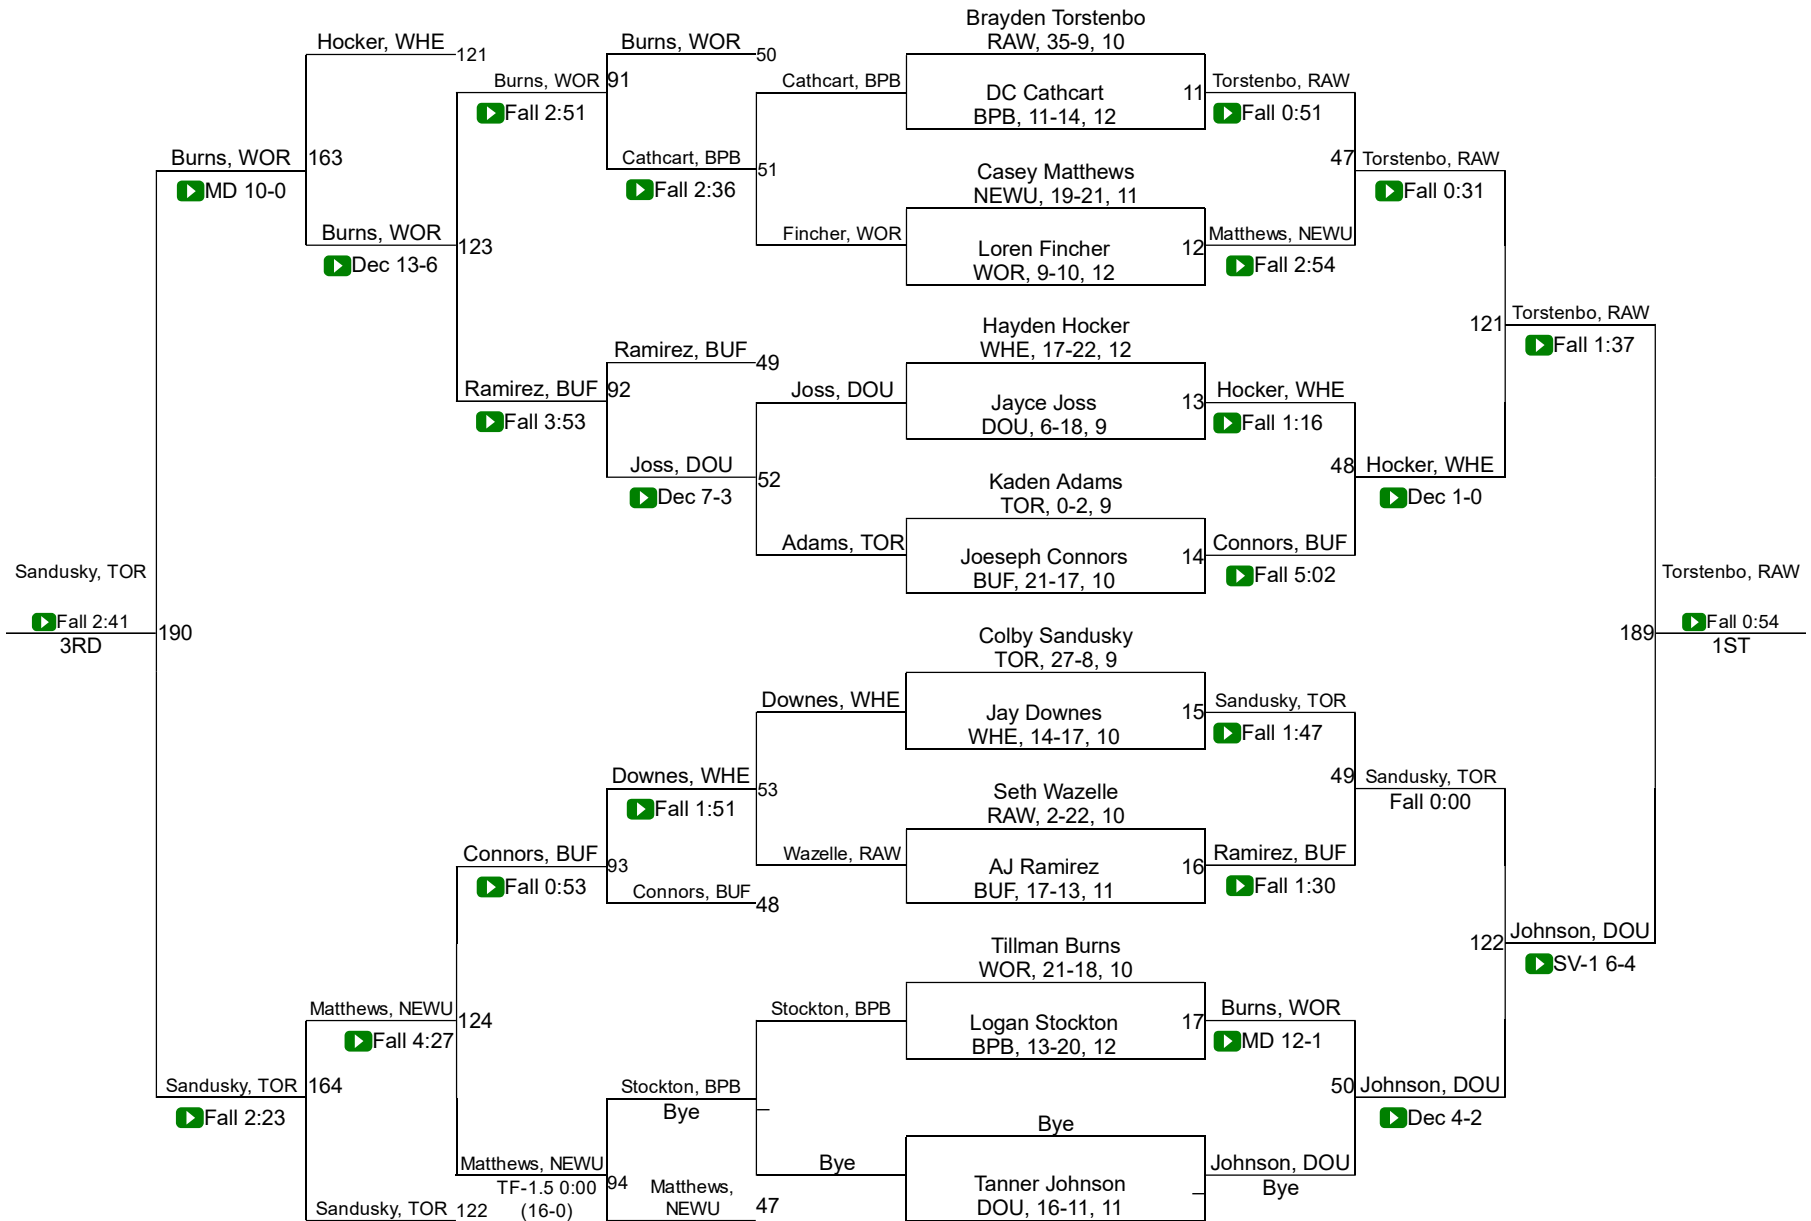 Brayden Torstenbo
RAW, 35-9, 10
Hocker, WHE
121
Burns, WOR
50
Burns, WOR
91
Fall 2:51
Cathcart, BPB
DC Cathcart
BPB, 11-14, 12
11
Torstenbo, RAW
Fall 0:51
Burns, WOR
163
MD 10-0
Cathcart, BPB
51
Fall 2:36
Casey Matthews
NEWU, 19-21, 11
47
Torstenbo, RAW
Fall 0:31
Burns, WOR
123
Dec 13-6
Fincher, WOR
Loren Fincher
WOR, 9-10, 12
12
Matthews, NEWU
Fall 2:54
Hayden Hocker
WHE, 17-22, 12
121
Torstenbo, RAW
Fall 1:37
Ramirez, BUF
49
Ramirez, BUF
92
Fall 3:53
Joss, DOU
Jayce Joss
DOU, 6-18, 9
13
Hocker, WHE
Fall 1:16
Joss, DOU
52
Dec 7-3
Kaden Adams
TOR, 0-2, 9
48
Hocker, WHE
Dec 1-0
Adams, TOR
Joeseph Connors
BUF, 21-17, 10
14
Connors, BUF
Fall 5:02
Sandusky, TOR
Fall 2:41
3RD
190
Torstenbo, RAW
189
Fall 0:54
1ST
Colby Sandusky
TOR, 27-8, 9
Downes, WHE
Jay Downes
WHE, 14-17, 10
15
Sandusky, TOR
Fall 1:47
Downes, WHE
53
Fall 1:51
Seth Wazelle
RAW, 2-22, 10
49
Sandusky, TOR
Fall 0:00
Connors, BUF
93
Fall 0:53
Wazelle, RAW
AJ Ramirez
BUF, 17-13, 11
16
Ramirez, BUF
Fall 1:30
Connors, BUF
48
Tillman Burns
WOR, 21-18, 10
122
Johnson, DOU
SV-1 6-4
Matthews, NEWU
124
Fall 4:27
Stockton, BPB
Logan Stockton
BPB, 13-20, 12
17
Burns, WOR
MD 12-1
Sandusky, TOR
164
Fall 2:23
Stockton, BPB
Bye
50
Johnson, DOU
Dec 4-2
Bye
Matthews, NEWU
94
TF-1.5 0:00
(16-0)
Bye
Tanner Johnson
DOU, 16-11, 11
Johnson, DOU
Bye
Sandusky, TOR
122
Matthews,
NEWU
47